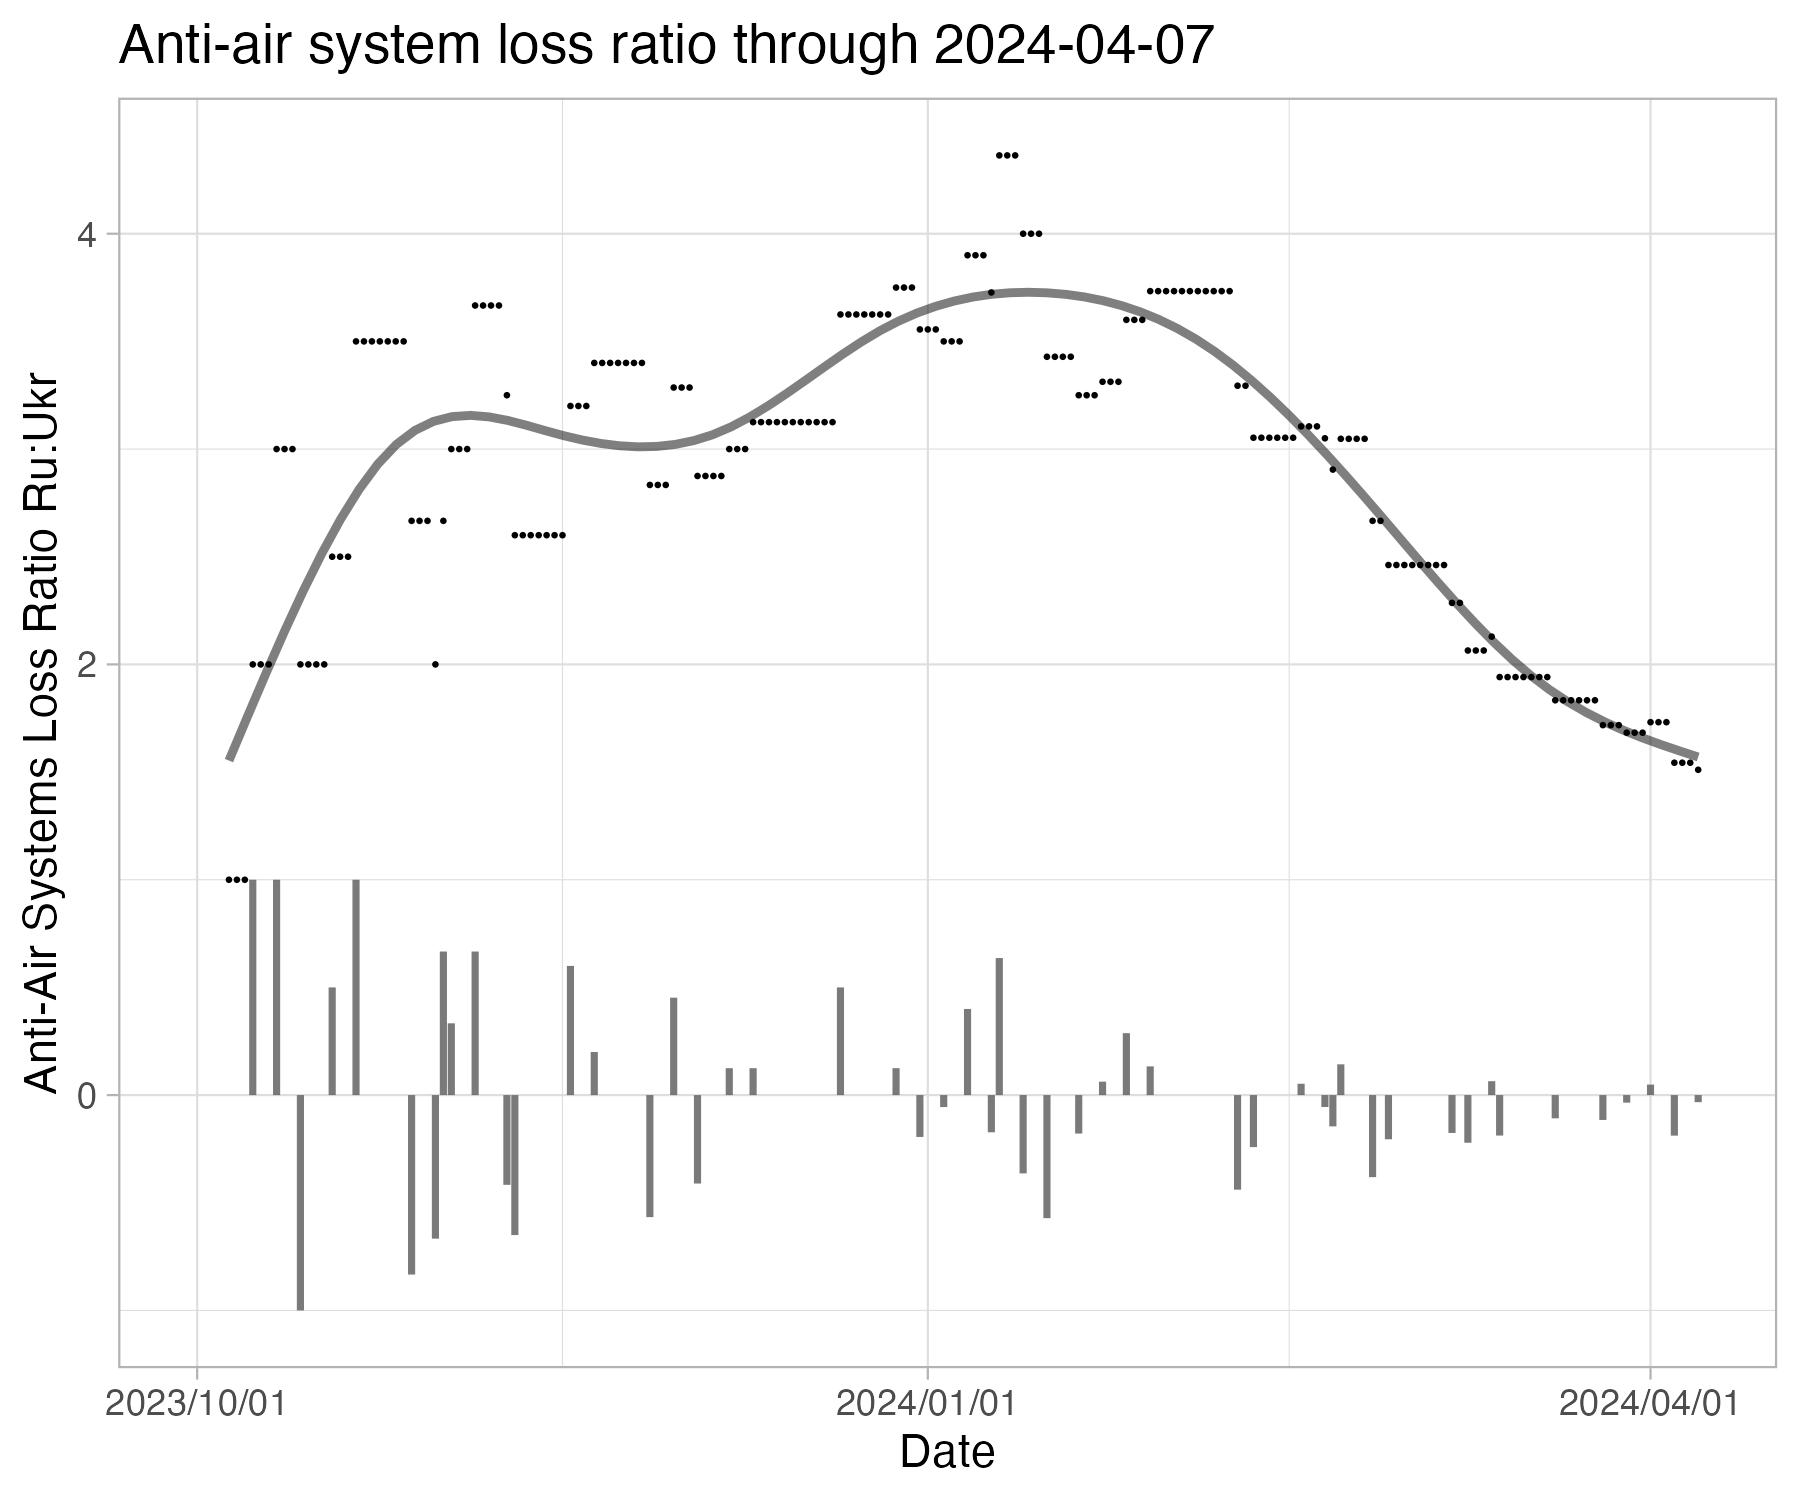 Anti-air system loss ratio through 2024-04-07
Anti-Air Systems Loss Ratio Ru:Ukr
4
2
0
2023/10/01
2024/01/01
2024/04/01
Date